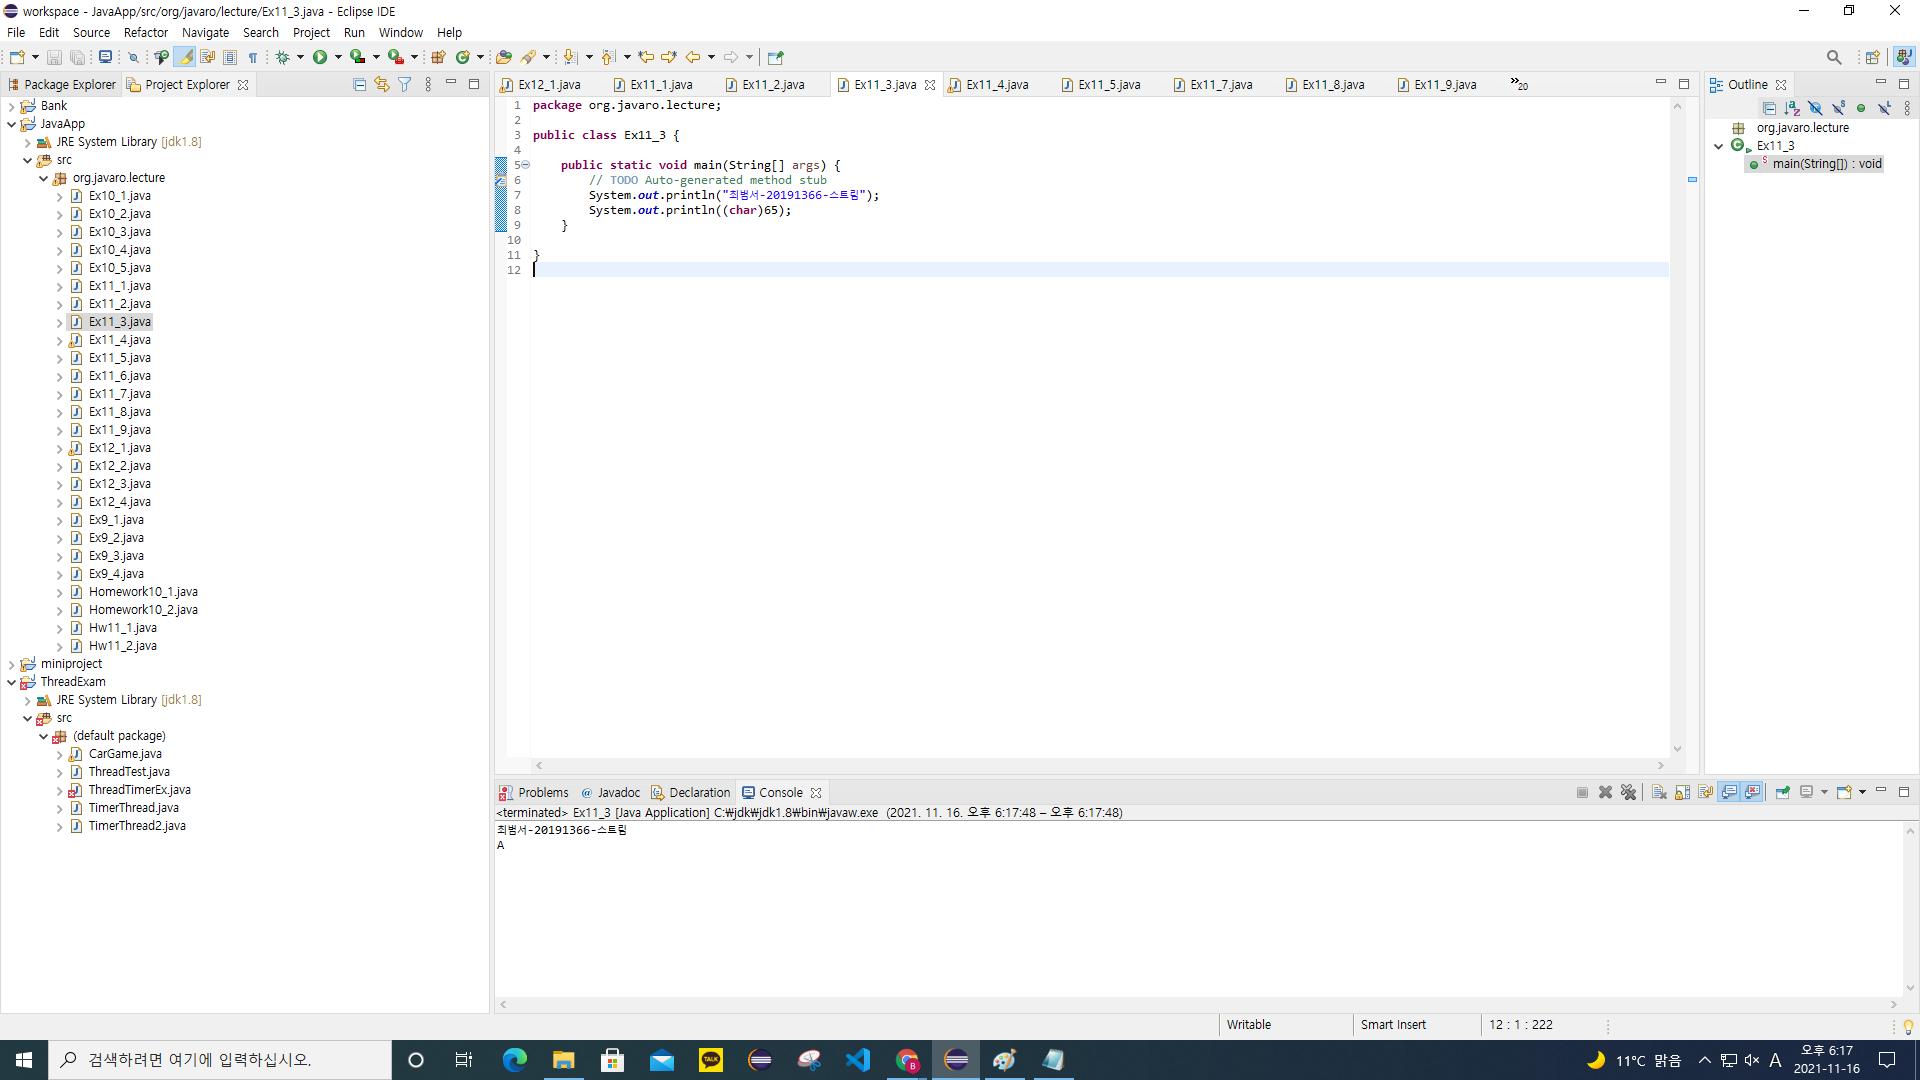 workspace - JavaApp/src/org/javaro/lecture/Ex11_3.java - Eclipse IDE
File Edit Source Refactor Navigate Search Project Run Window Help
Package Explorer Project Explorer
Bank
JavaApp
JRE System Library [jdk1.8]
src
org.javaro.lecture
Ex10_1.java
Ex10_2.java
Ex10_3.java
Ex10_4.java
Ex10_5.java
Ex11_1.java
Ex11_2.java
Ex11_3.java
Ex11_4.java
Ex11_5.java
Ex11_6.java
Ex11_7.java
Ex11_8.java
Ex11_9.java
Ex12_1.java
Ex12_2.java
Ex12_3.java
Ex12_4.java
Ex9_1.java
Ex9_2.java
Ex9_3.java
Ex9_4.java
Homework10_1.java
Homework10_2.java
Hw11_1.java
Hw11_2.java
miniproject
ThreadExam
JRE System Library [jdk1.8]
src
(default package)
CarGame.java
ThreadTest.java
ThreadTimerEx.java
TimerThread.java
TimerThread2.java
Ex12_1.java Ex11_1.java Ex11_2.java Ex11_3.java Ex11_4.java Ex11_5.java Ex11_7.java Ex11_8.java Ex11_9.java »20
1 package org.javaro.lecture;
2
3 public class Ex11_3 {
4
5 public static void main(String[] args) {
6 // TODO Auto-generated method stub
7 System.out.println("최범서-20191366-스트림");
8 System.out.println((char)65);
9 }
10
11 }
12
Outline
org.javaro.lecture
Ex11_3
main(String[]) : void
Problems @ Javadoc Declaration Console
<terminated> Ex11_3 [Java Application] C:₩jdk₩jdk1.8₩bin₩javaw.exe (2021. 11. 16. 오후 6:17:48 – 오후 6:17:48)
최범서-20191366-스트림
A
Writable Smart Insert 12 : 1 : 222
검색하려면 여기에 입력하십시오.
TALK
B
11°C 맑음
A
오후 6:17
2021-11-16